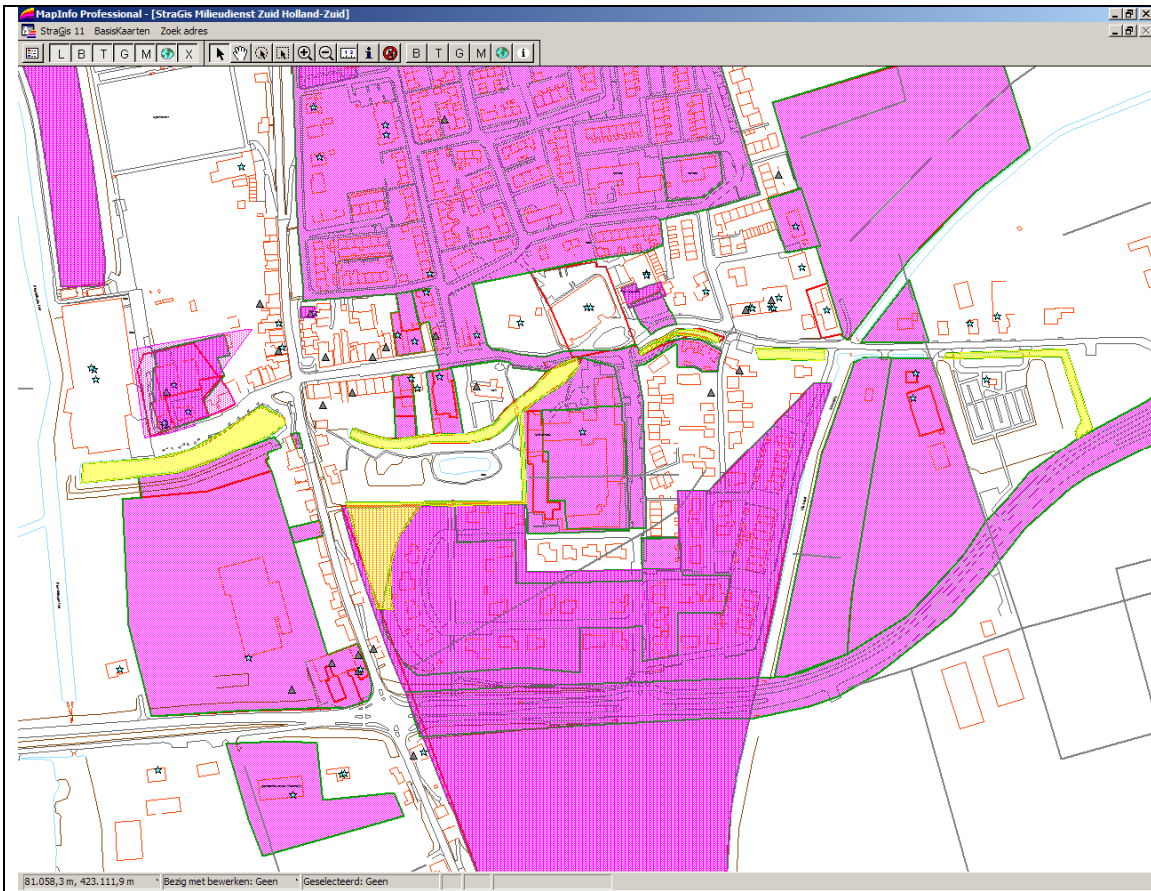 MapInfo Professional - [StraGis Milieudienst Zuid Holland-Zuid]
StraGis 11 BasisKaarten Zoek adres
L B T G M X B T G M i
81.058,3 m, 423.111,9 m Bezig met bewerken: Geen Geselecteerd: Geen